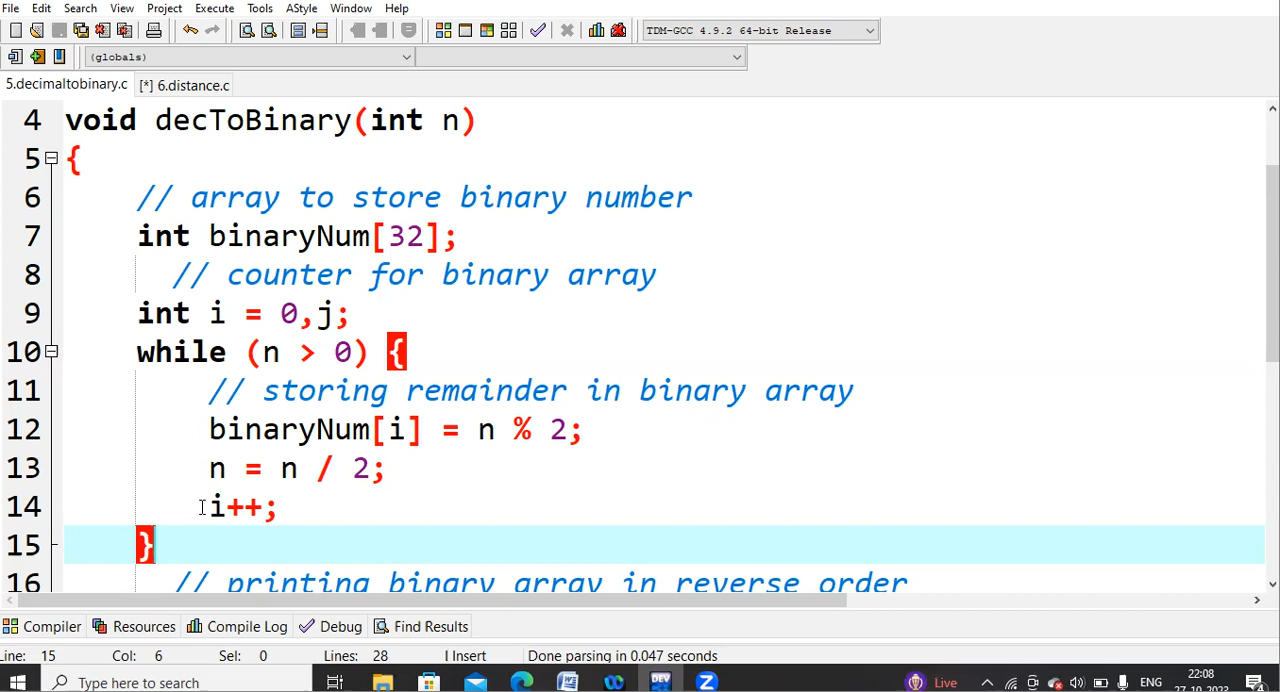 File Edit Search View Project Execute Tools AStyle Window Help
TDM-GCC 4.9.2 64-bit Release
(globals)
5.decimaltobinary.c [*] 6.distance.c
4 void decToBinary(int n)
5 {
6 // array to store binary number
7 int binaryNum[32];
8 // counter for binary array
9 int i = 0,j;
10 while (n > 0) {
11 // storing remainder in binary array
12 binaryNum[i] = n % 2;
13 n = n / 2;
14 i++;
15 }
16 // printing binary array in reverse order
Compiler Resources Compile Log Debug Find Results
Line: 15 Col: 6 Sel: 0 Lines: 28 Insert Done parsing in 0.047 seconds
Type here to search DEV Live ENG 22:08
27.10.2023